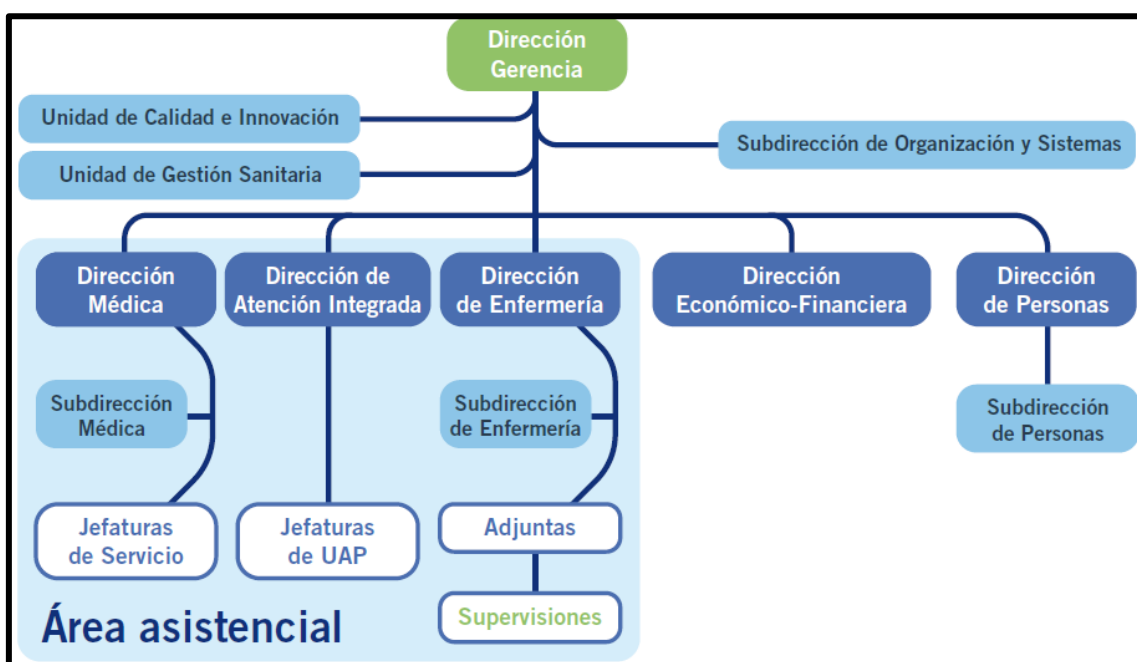 Dirección
Gerencia
Unidad de Calidad e Innovación
Subdirección de Organización y Sistemas
Unidad de Gestión Sanitaria
Dirección
Médica
Dirección de
Atención Integrada
Dirección
de Enfermería
Dirección
Económico-Financiera
Dirección
de Personas
Subdirección
Médica
Subdirección
de Enfermería
Subdirección
de Personas
Jefaturas
de Servicio
Jefaturas
de UAP
Adjuntas
Supervisiones
Área asistencial